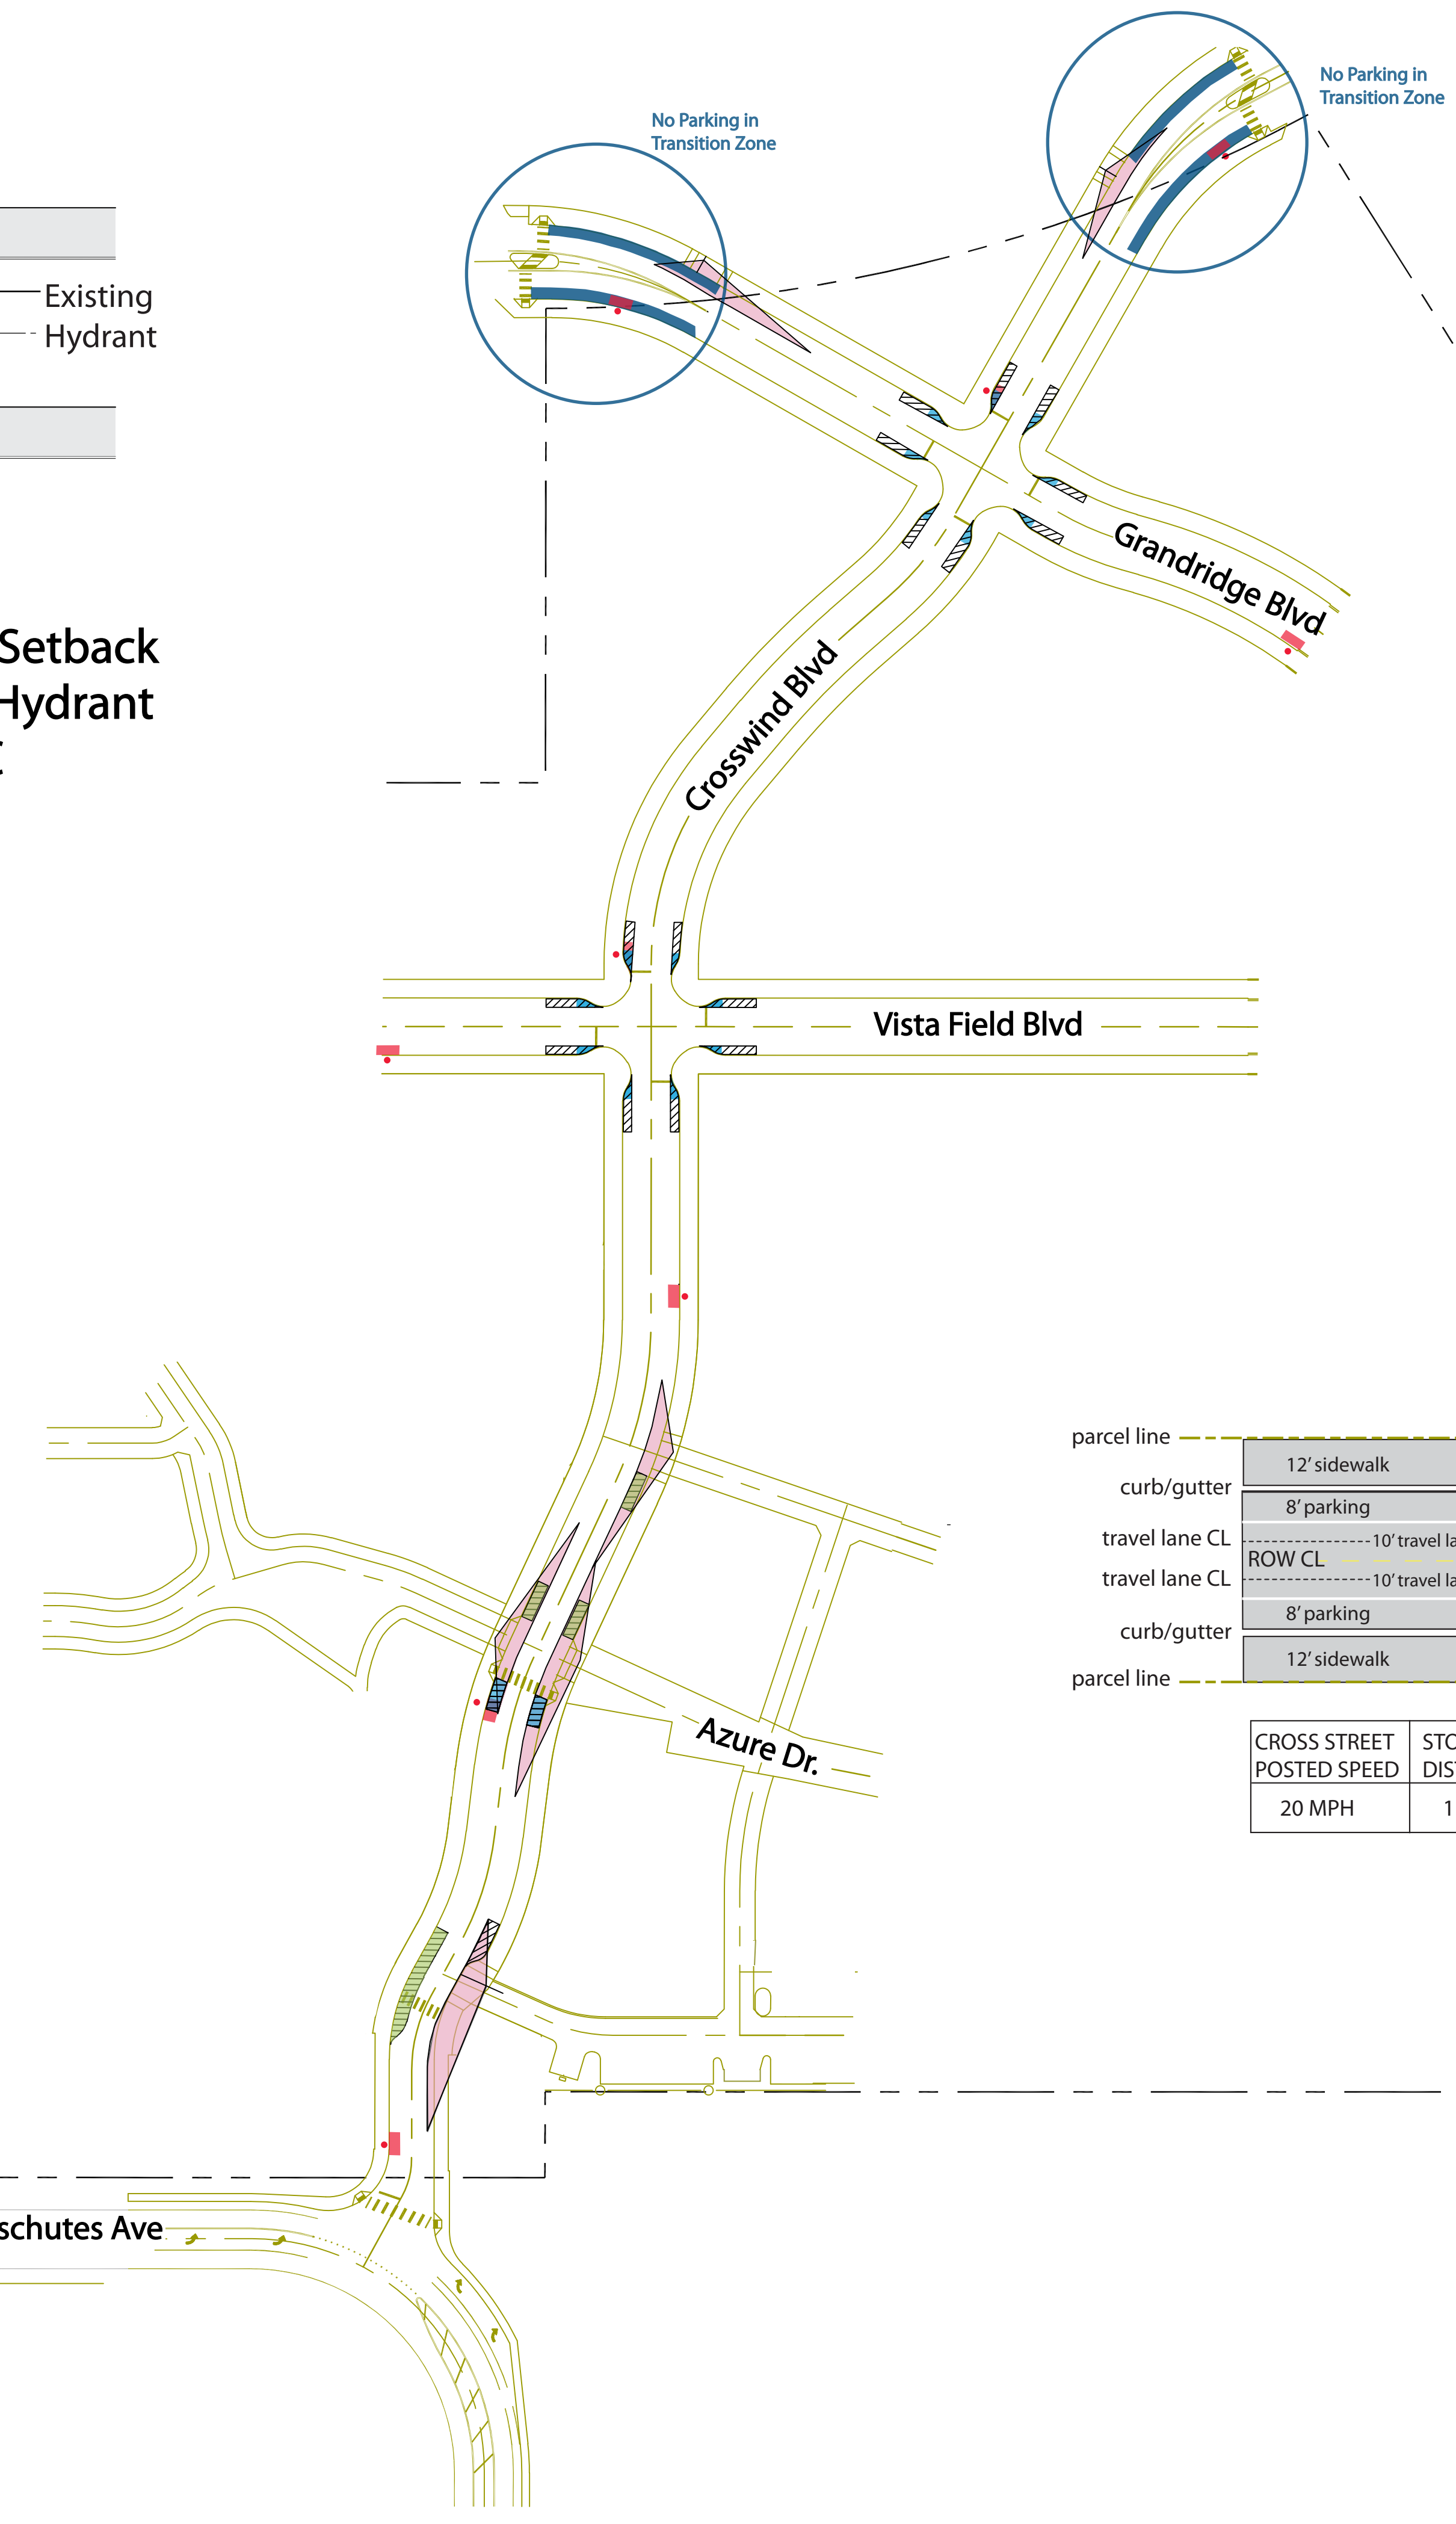 No Parking in
Transition Zone
No Parking in
Transition Zone
Existing
Hydrant
Setback
Hydrant
Grandridge Blvd
Crosswind Blvd
Vista Field Blvd
Azure Dr.
schutes Ave
parcel line
12' sidewalk
curb/gutter
8' parking
travel lane CL
10' travel la
ROW CL
travel lane CL
10' travel la
8' parking
curb/gutter
12' sidewalk
parcel line
CROSS STREET
POSTED SPEED
STO
DIS
20 MPH
1